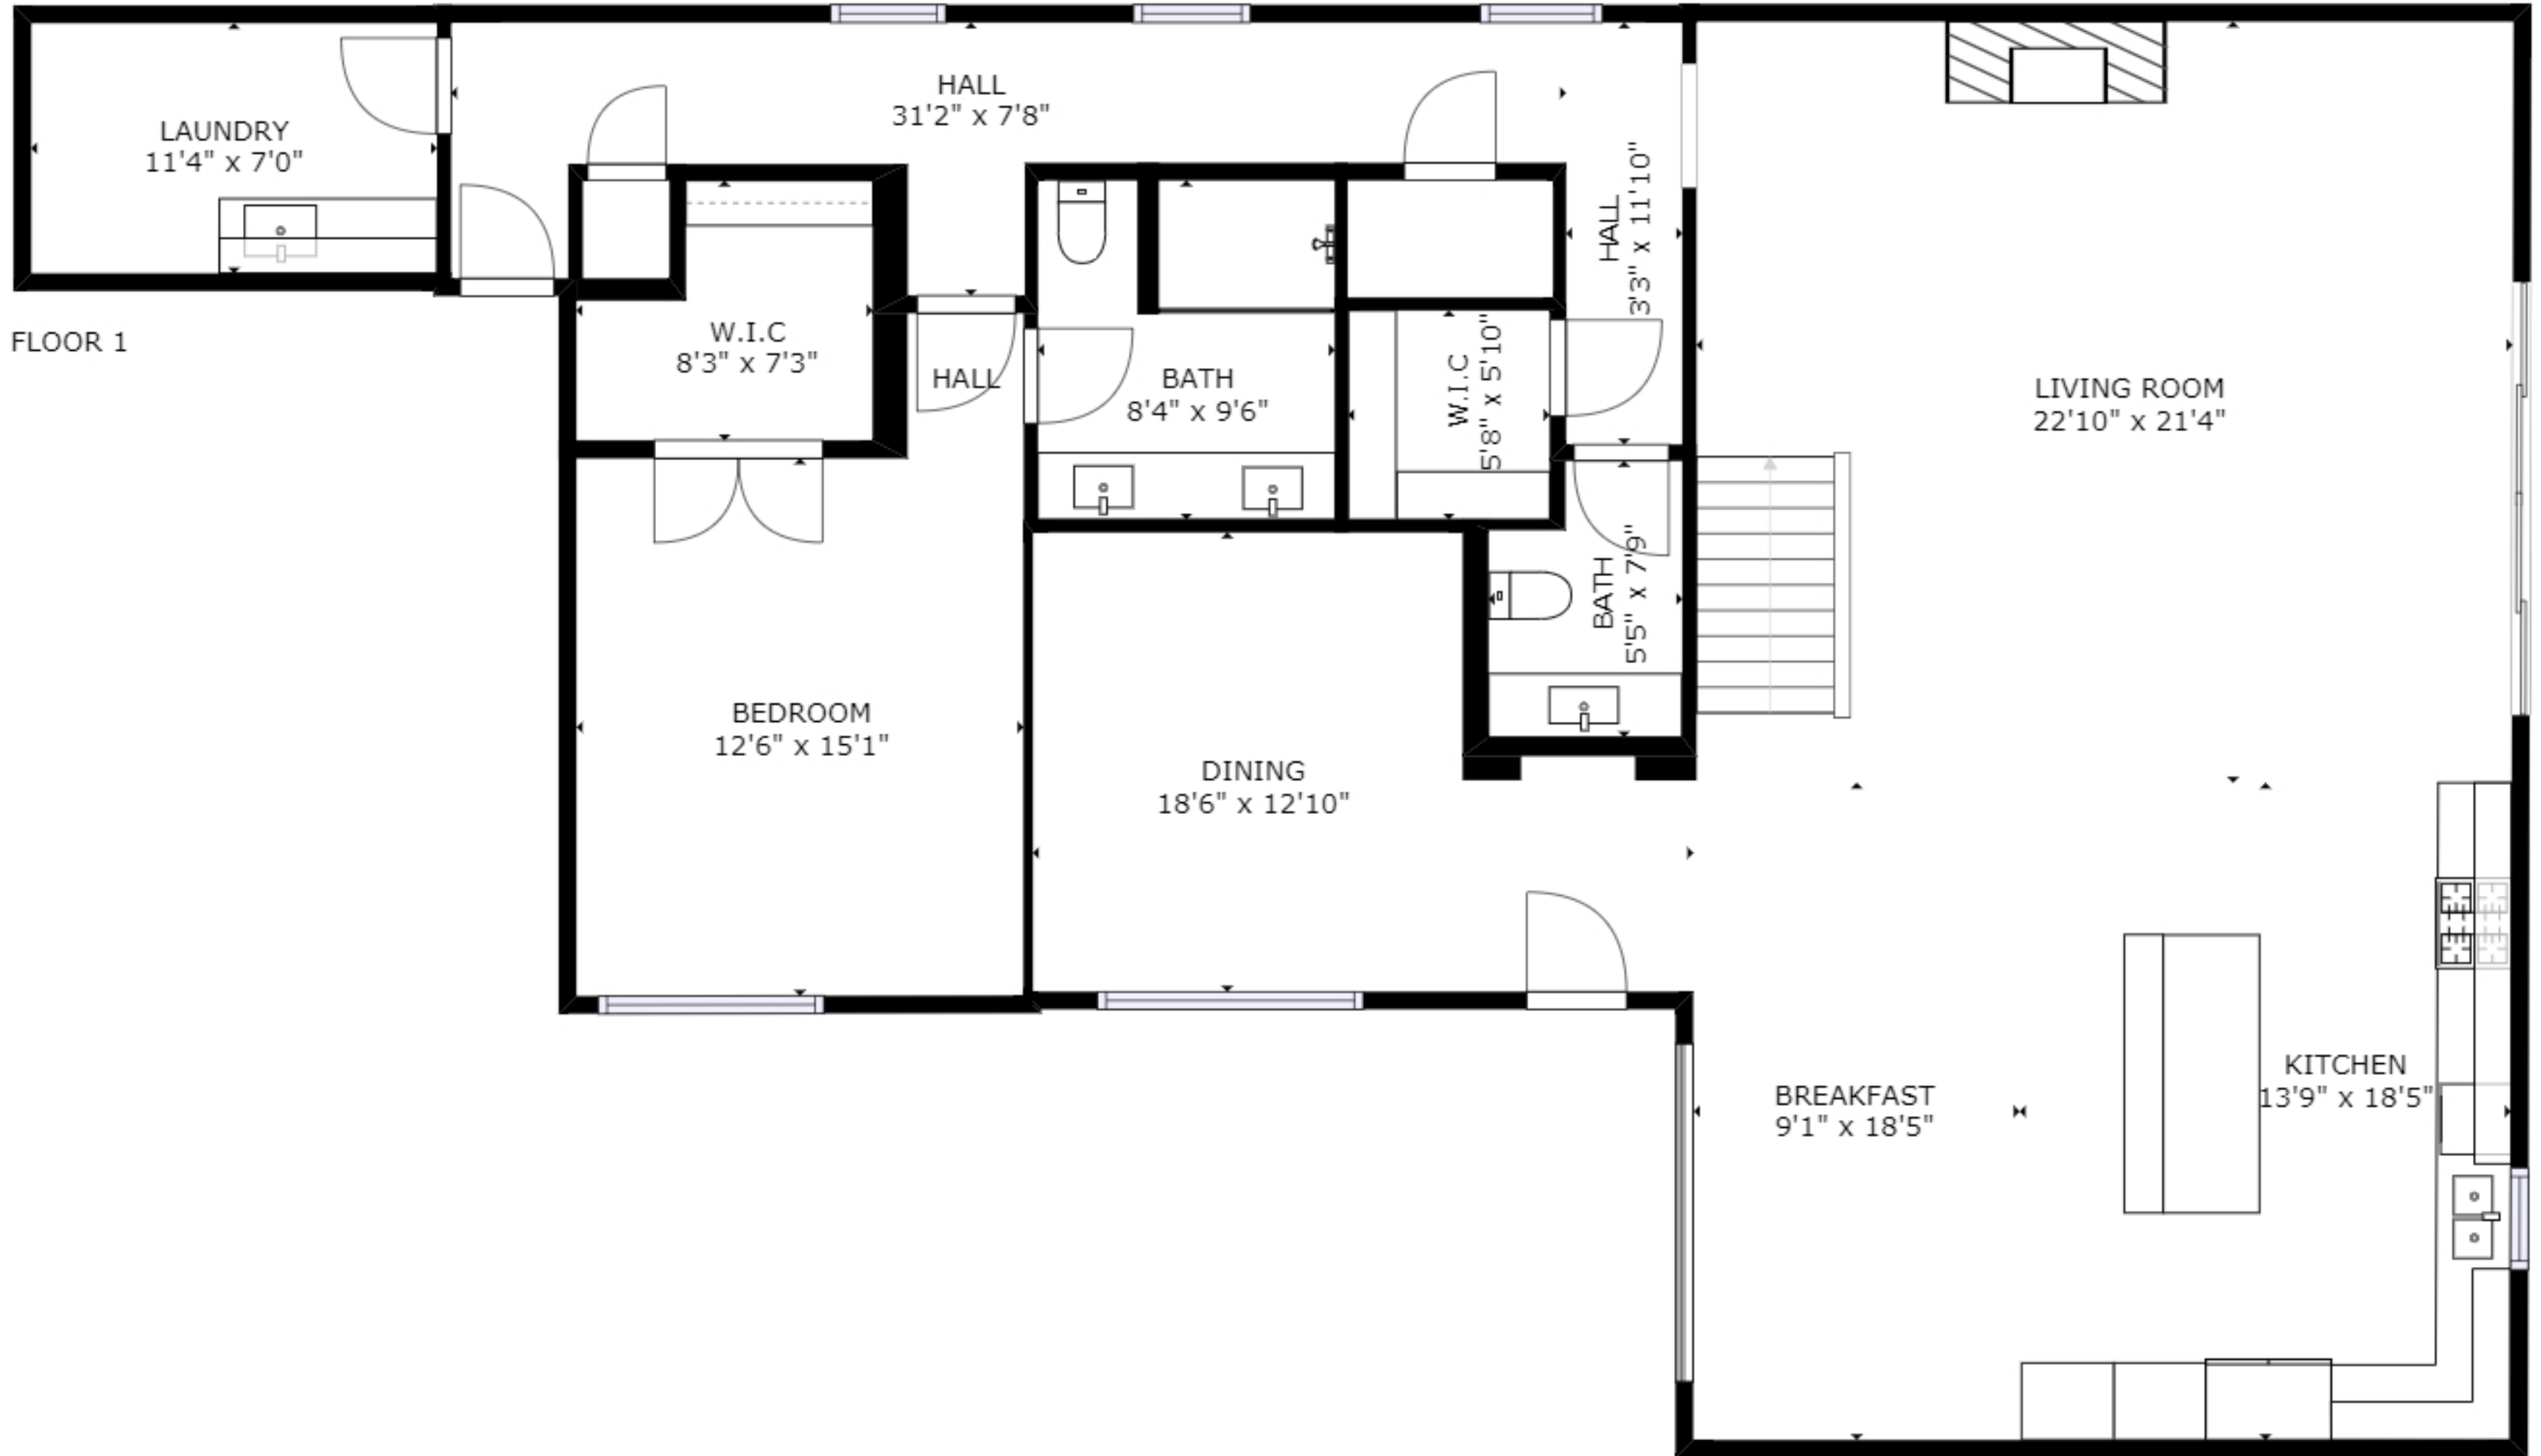 LAUNDRY
11'4" x 7'0"
HALL
31'2" x 7'8"
HALL
3'3" x 11'10"
FLOOR 1
W.I.C
8'3" x 7'3"
HALL
BATH
8'4" x 9'6"
W.I.C
5'8" x 5'10"
LIVING ROOM
22'10" x 21'4"
BATH
5'5" x 7'9"
BEDROOM
12'6" x 15'1"
DINING
18'6" x 12'10"
BREAKFAST
9'1" x 18'5"
KITCHEN
13'9" x 18'5"